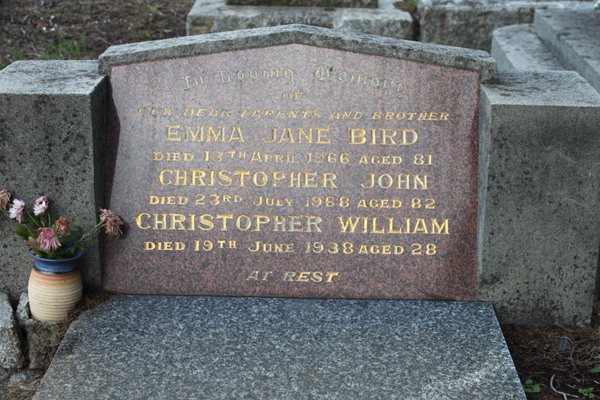 In Loving Memory
OF
OUR DEAR PARENTS AND BROTHER
EMMA JANE BIRD
DIED 13TH APRIL 1966 AGED 81
CHRISTOPHER JOHN
DIED 23RD JULY 1968 AGED 82
CHRISTOPHER WILLIAM
DIED 19TH JUNE 1938 AGED 28
AT REST